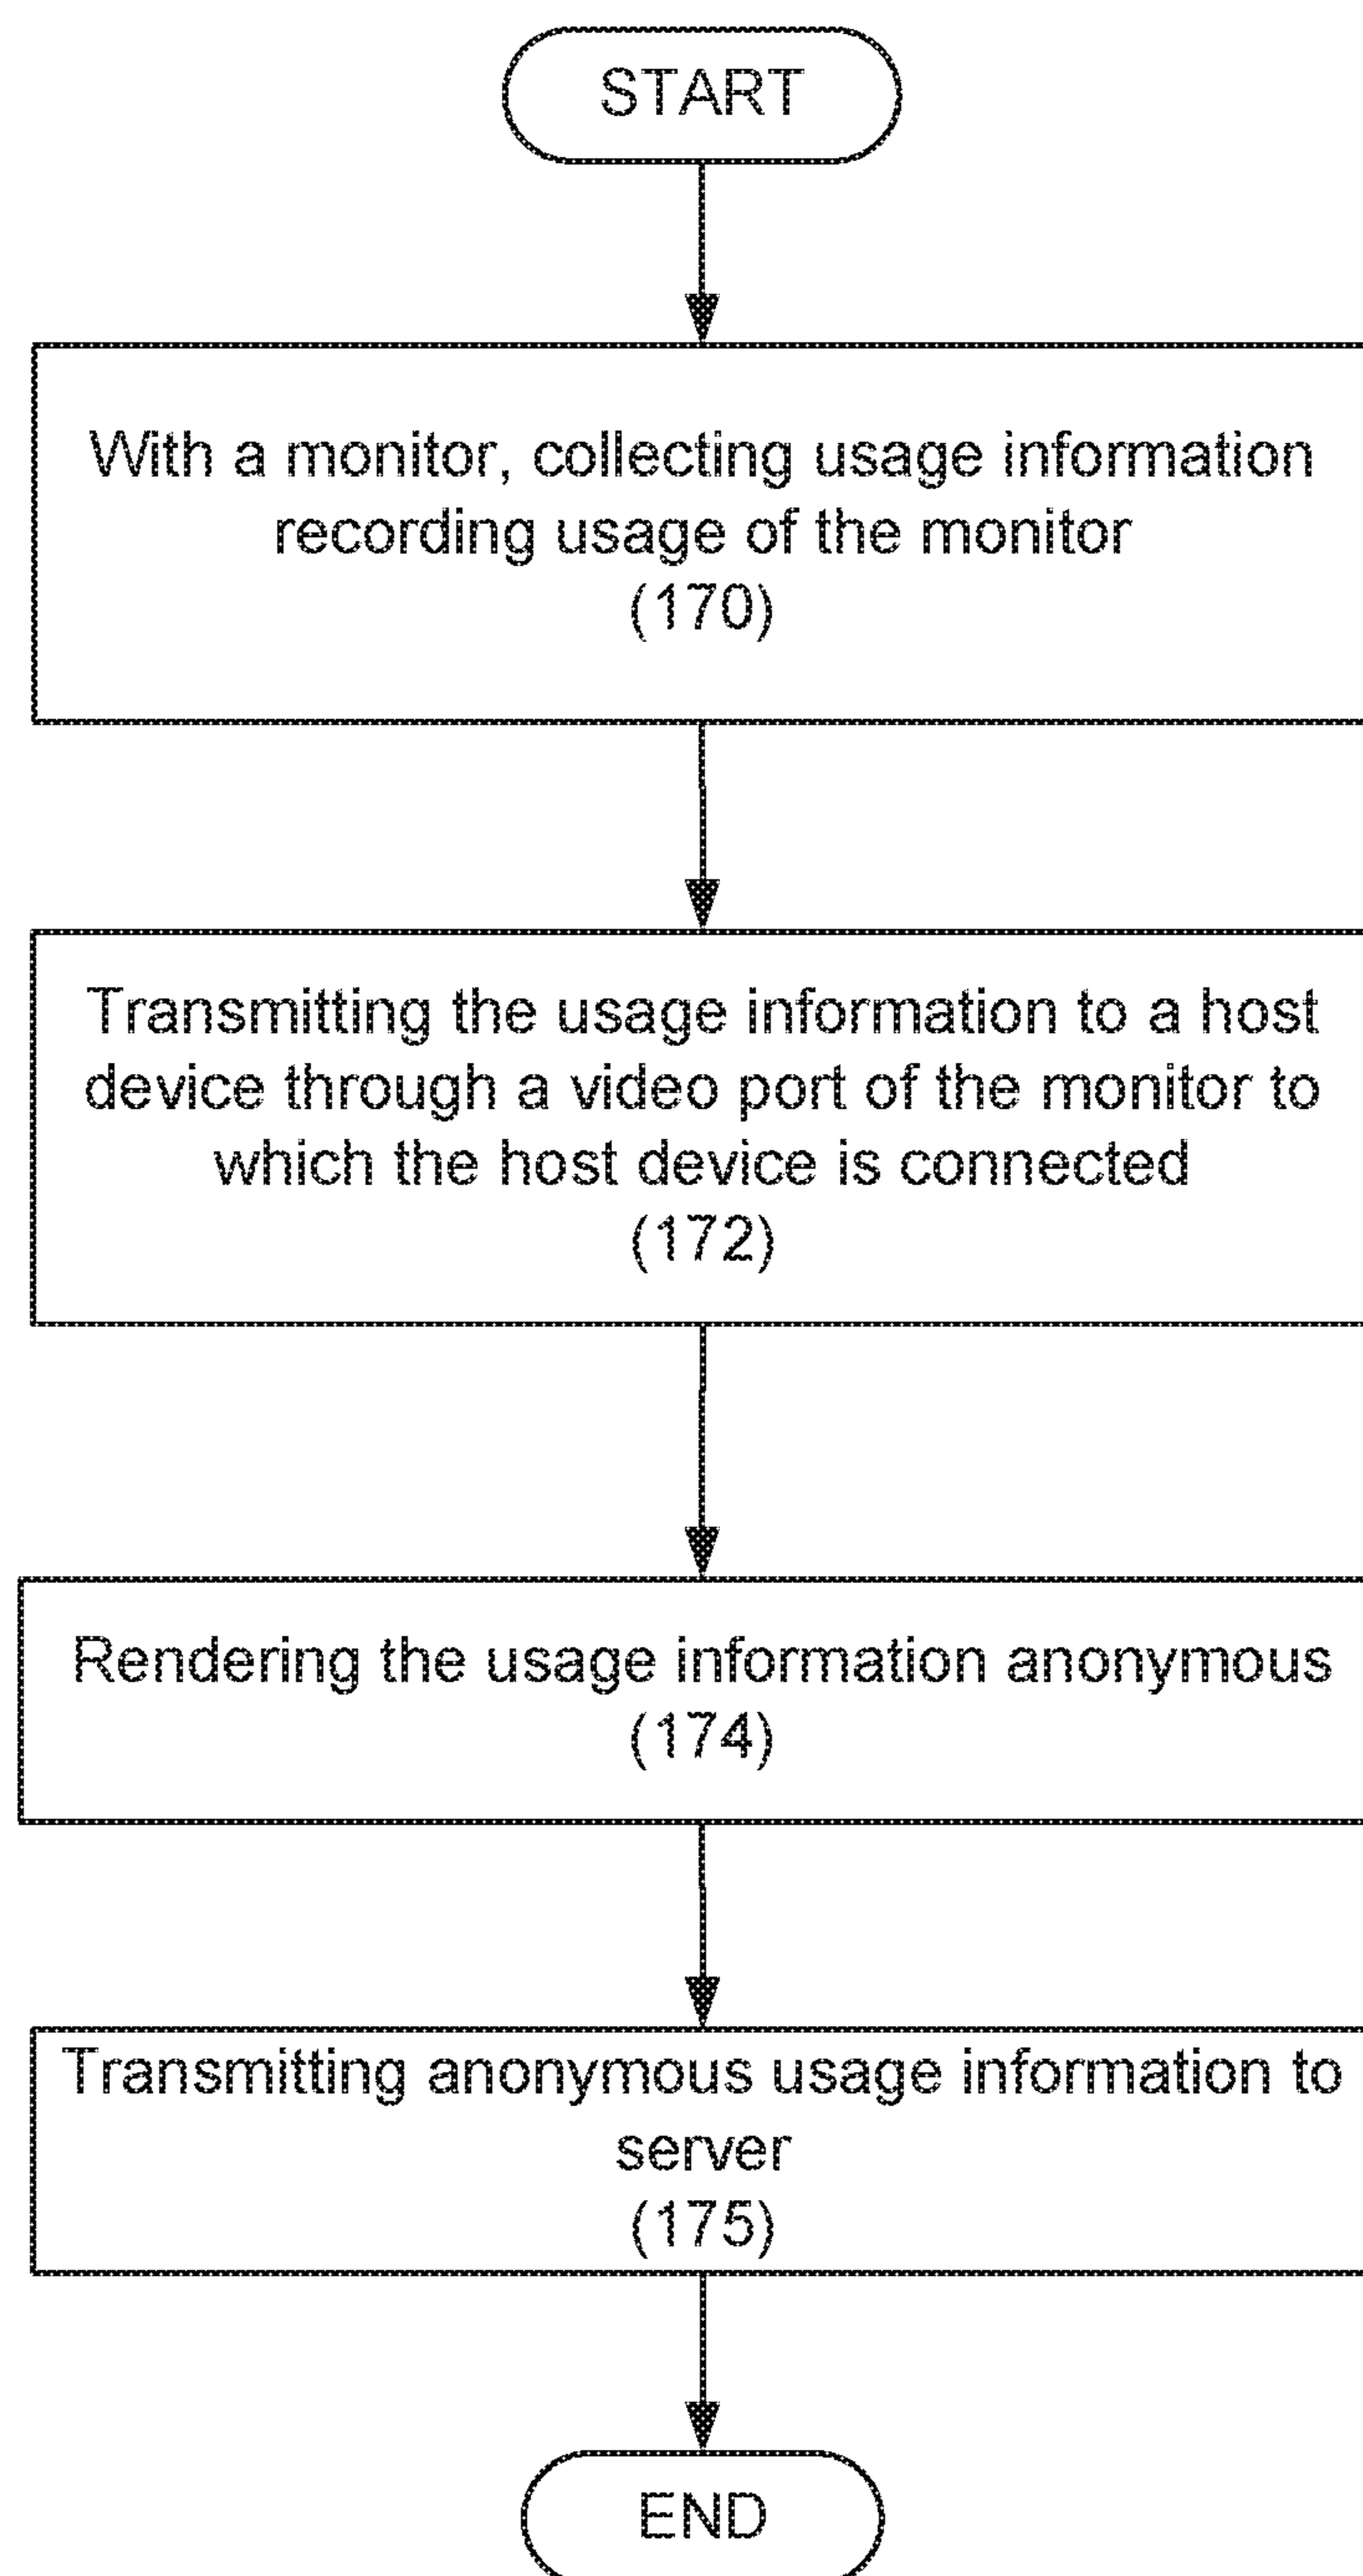 START
With a monitor, collecting usage information
recording usage of the monitor
(170)
Transmitting the usage information to a host
device through a video port of the monitor to
which the host device is connected
(172)
Rendering the usage information anonymous
(174)
Transmitting anonymous usage information to
server
(175)
END